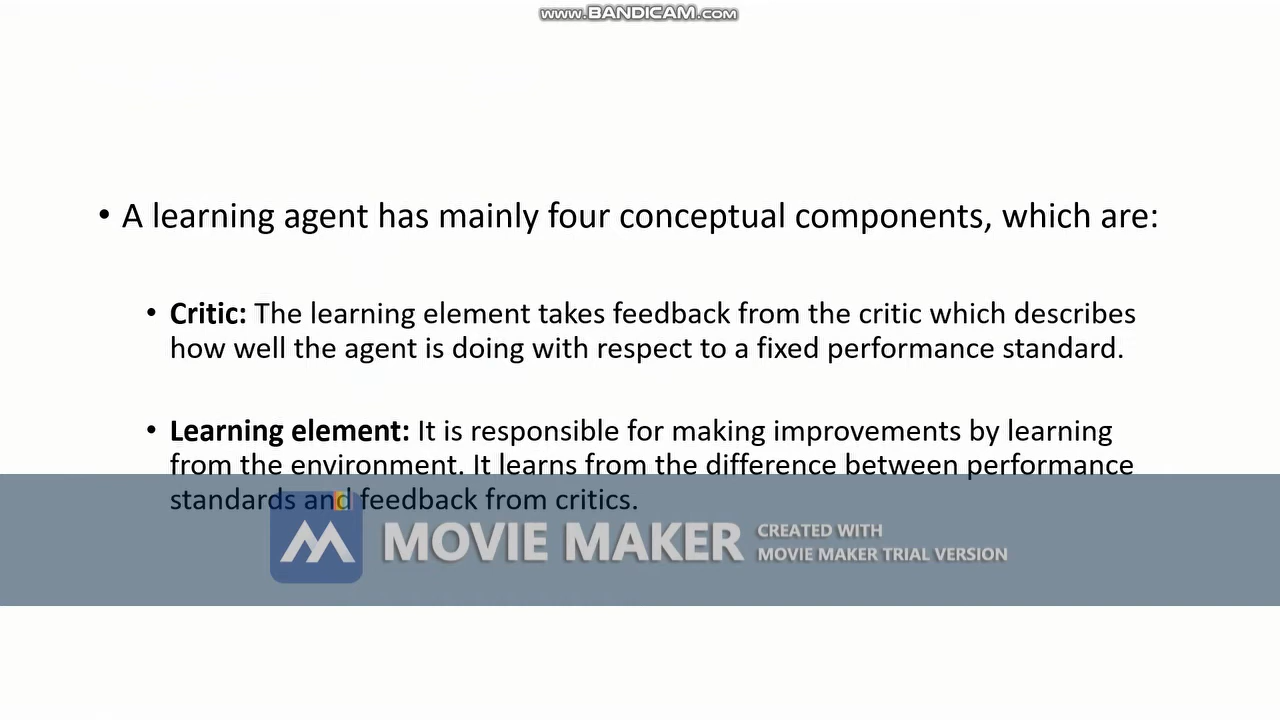 www.BANDICAM.com
• A learning agent has mainly four conceptual components, which are:
• Critic: The learning element takes feedback from the critic which describes
how well the agent is doing with respect to a fixed performance standard.
• Learning element: It is responsible for making improvements by learning
from the environment. It learns from the difference between performance
standards and feedback from critics.
MOVIE MAKER
CREATED WITH
MOVIE MAKER TRIAL VERSION